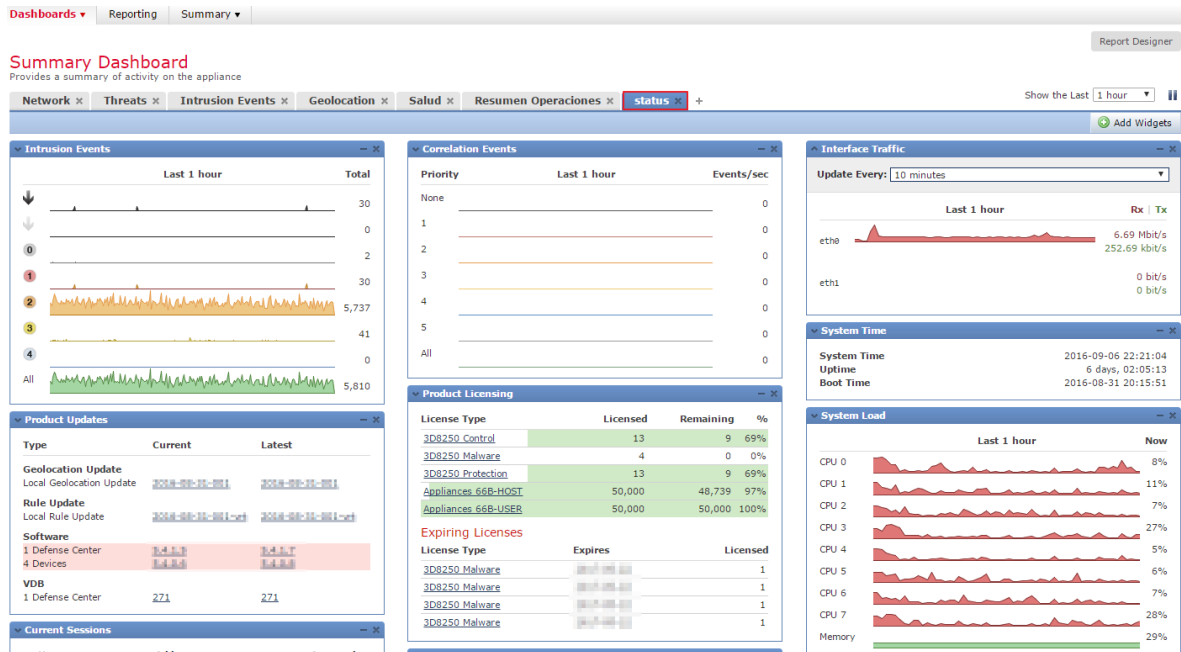 Dashboards ▾ Reporting Summary ▾
Report Designer
Summary Dashboard
Provides a summary of activity on the appliance
Network × Threats × Intrusion Events × Geolocation × Salud × Resumen Operaciones × status × +
Show the Last 1 hour
Add Widgets
Intrusion Events
Last 1 hour Total
30
0
0 2
1 30
2 5,737
3 41
4 0
All 5,810
Product Updates
Type Current Latest
Geolocation Update
Local Geolocation Update
Rule Update
Local Rule Update
Software
1 Defense Center
4 Devices
VDB
1 Defense Center 271 271
Current Sessions
Correlation Events
Priority Last 1 hour Events/sec
None 0
1 0
2 0
3 0
4 0
5 0
All 0
Product Licensing
License Type Licensed Remaining %
3D8250 Control 13 9 69%
3D8250 Malware 4 0 0%
3D8250 Protection 13 9 69%
Appliances 66B-HOST 50,000 48,739 97%
Appliances 66B-USER 50,000 50,000 100%
Expiring Licenses
License Type Expires Licensed
3D8250 Malware 1
3D8250 Malware 1
3D8250 Malware 1
3D8250 Malware 1
Interface Traffic
Update Every: 10 minutes
Last 1 hour Rx | Tx
eth0 6.69 Mbit/s
252.69 kbit/s
eth1 0 bit/s
0 bit/s
System Time
System Time 2016-09-06 22:21:04
Uptime 6 days, 02:05:13
Boot Time 2016-08-31 20:15:51
System Load
Last 1 hour Now
CPU 0 8%
CPU 1 11%
CPU 2 7%
CPU 3 27%
CPU 4 5%
CPU 5 6%
CPU 6 7%
CPU 7 28%
Memory 29%